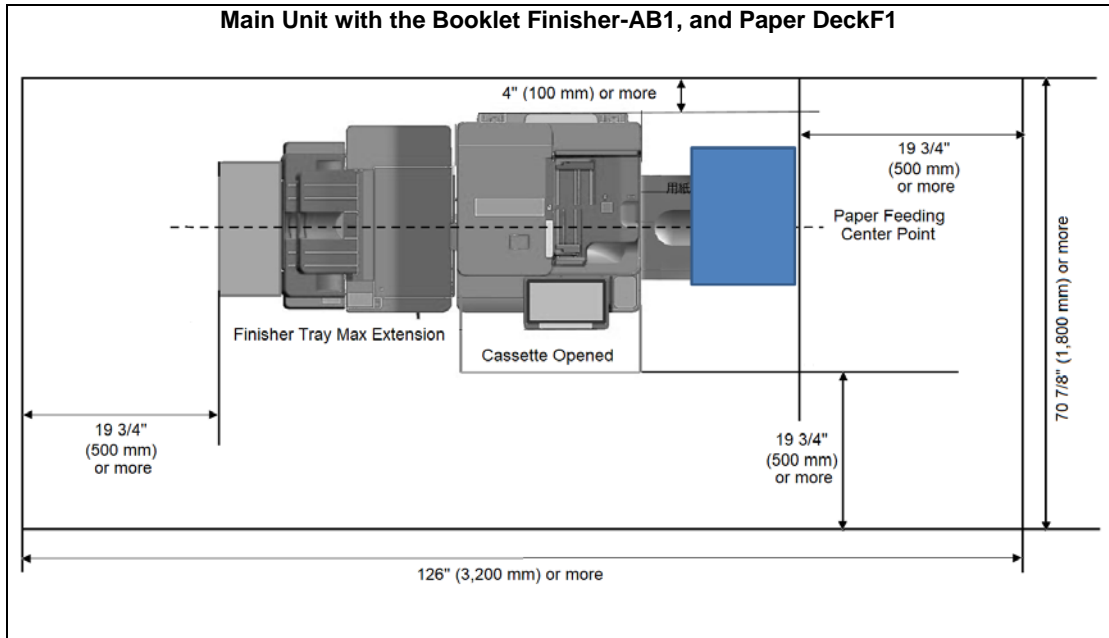 Main Unit with the Booklet Finisher-AB1, and Paper DeckF1
4" (100 mm) or more
19 3/4"
(500 mm)
or more
用紙
Paper Feeding
Center Point
70 7/8" (1,800 mm) or more
Finisher Tray Max Extension
Cassette Opened
19 3/4"
(500 mm)
or more
19 3/4"
(500 mm)
or more
126" (3,200 mm) or more